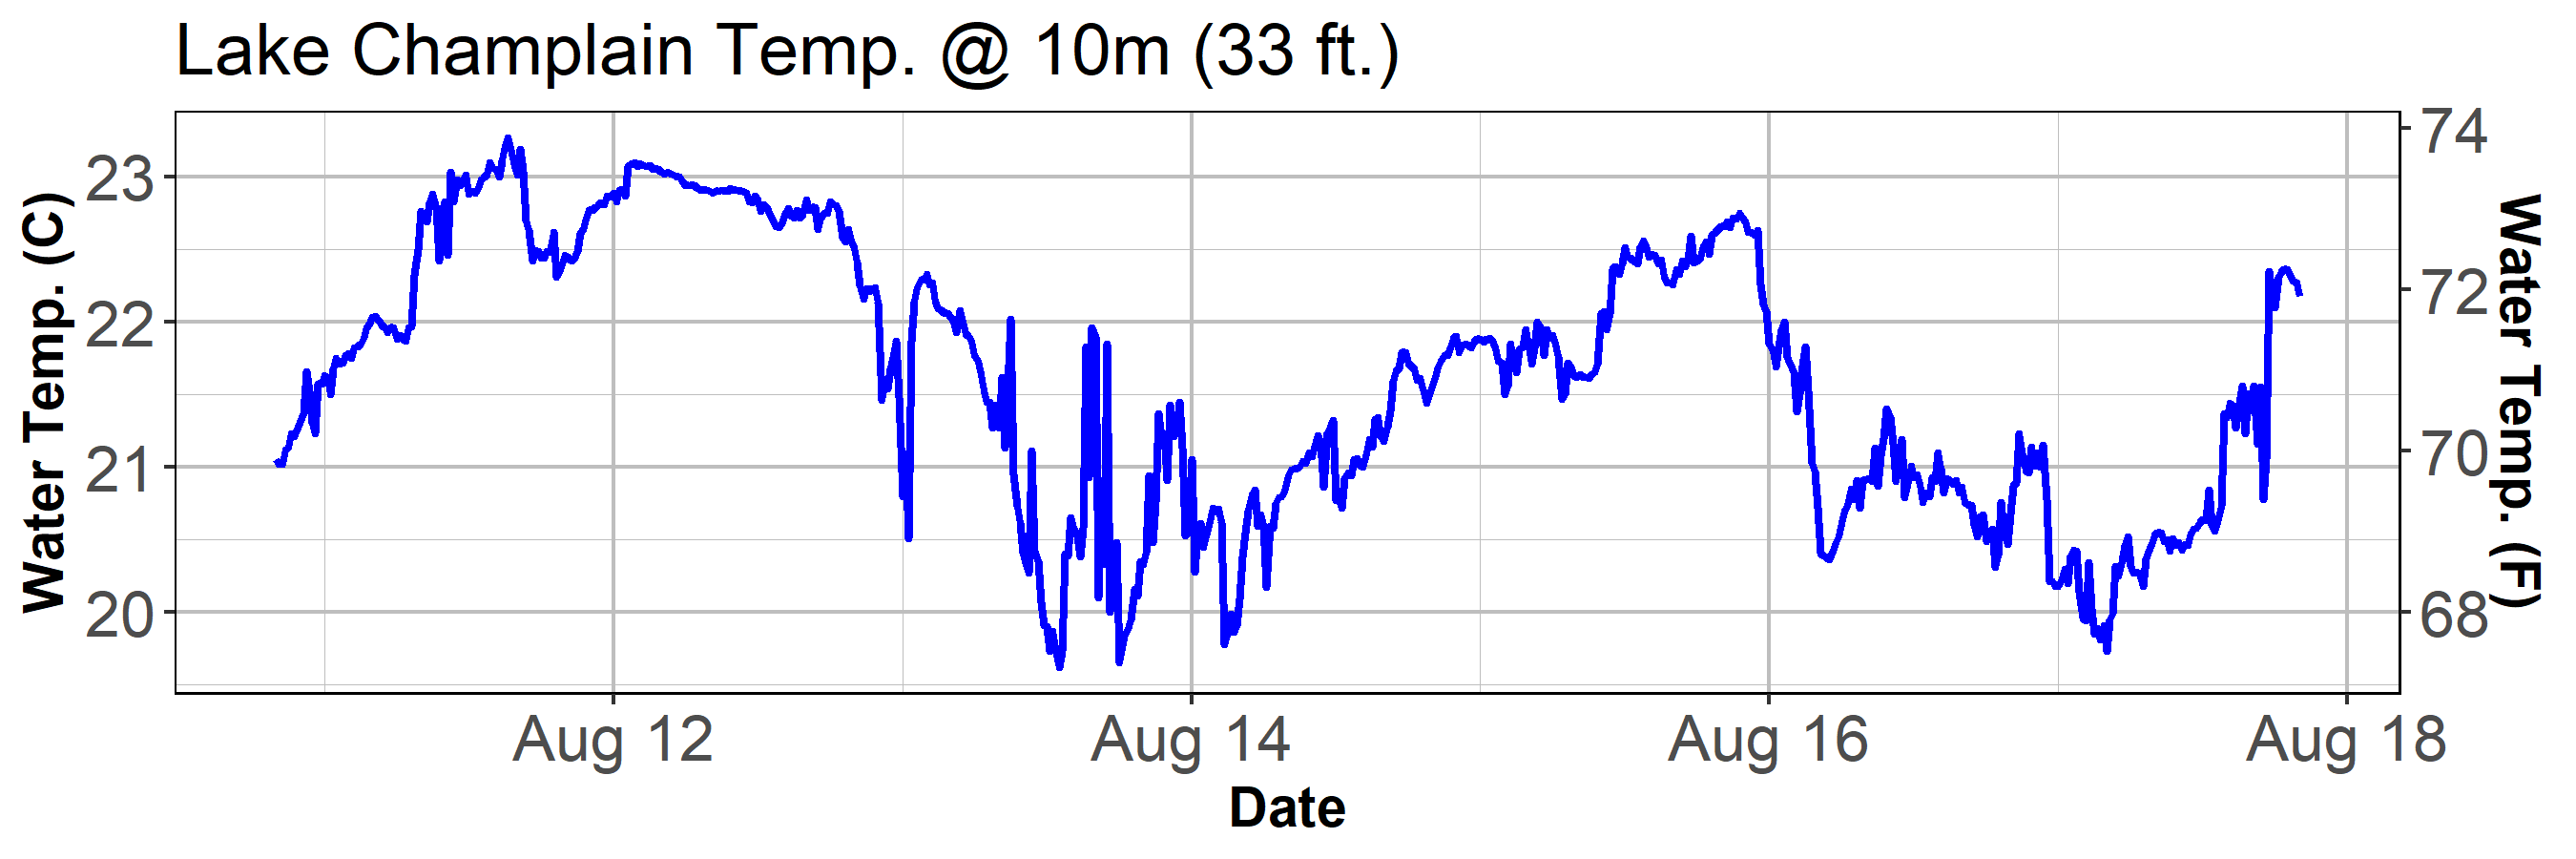 Lake Champlain Temp. @ 10m (33 ft.)
Water Temp. (C)
23
22
21
20
74
72
70
68
Water Temp. (F)
Aug 12 Aug 14 Aug 16 Aug 18
Date